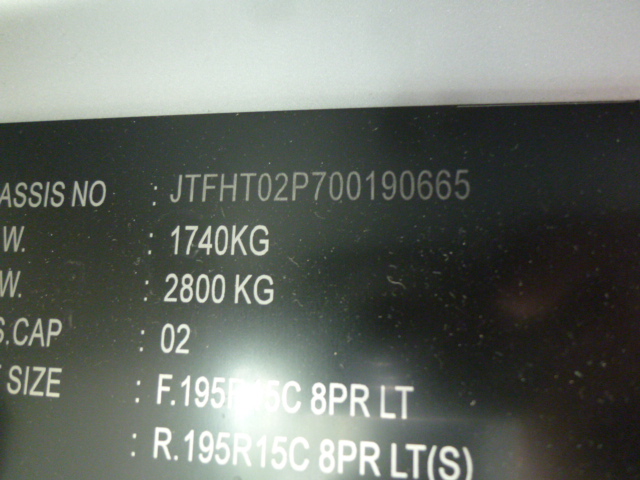 ASSIS NO : JTFHT02P700190665
W. : 1740KG
W. : 2800 KG
S.CAP : 02
SIZE : F.195R15C 8PR LT
: R.195R15C 8PR LT(S)